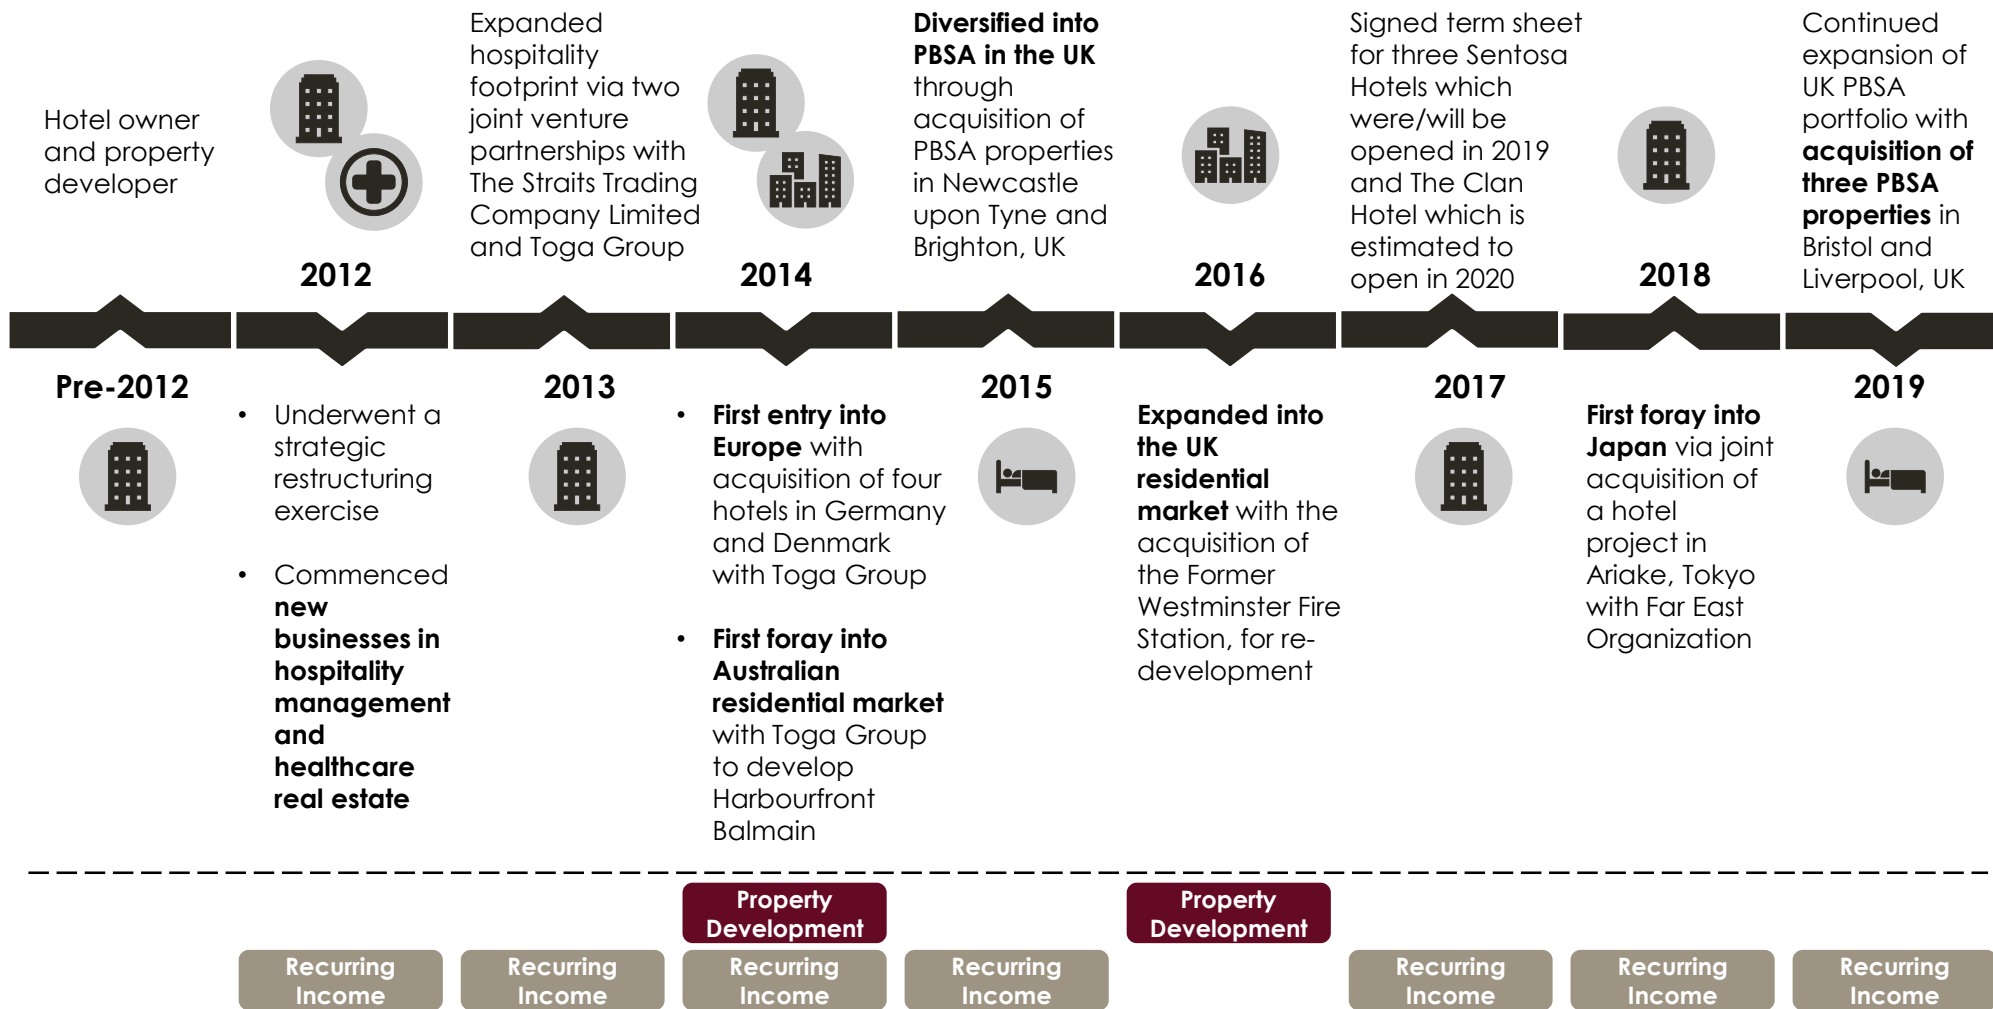 Hotel owner
and property
developer
Pre-2012
2012
• Underwent a
strategic
restructuring
exercise
• Commenced
new
businesses in
hospitality
management
and
healthcare
real estate
Expanded
hospitality
footprint via two
joint venture
partnerships with
The Straits Trading
Company Limited
and Toga Group
2013
2014
• First entry into
Europe with
acquisition of four
hotels in Germany
and Denmark
with Toga Group
• First foray into
Australian
residential market
with Toga Group
to develop
Harbourfront
Balmain
Diversified into
PBSA in the UK
through
acquisition of
PBSA properties
in Newcastle
upon Tyne and
Brighton, UK
2015
2016
Expanded into
the UK
residential
market with the
acquisition of
the Former
Westminster Fire
Station, for re-
development
Signed term sheet
for three Sentosa
Hotels which
were/will be
opened in 2019
and The Clan
Hotel which is
estimated to
open in 2020
2017
2018
First foray into
Japan via joint
acquisition of
a hotel
project in
Ariake, Tokyo
with Far East
Organization
Continued
expansion of
UK PBSA
portfolio with
acquisition of
three PBSA
properties in
Bristol and
Liverpool, UK
2019
Property
Development
Property
Development
Recurring
Income
Recurring
Income
Recurring
Income
Recurring
Income
Recurring
Income
Recurring
Income
Recurring
Income